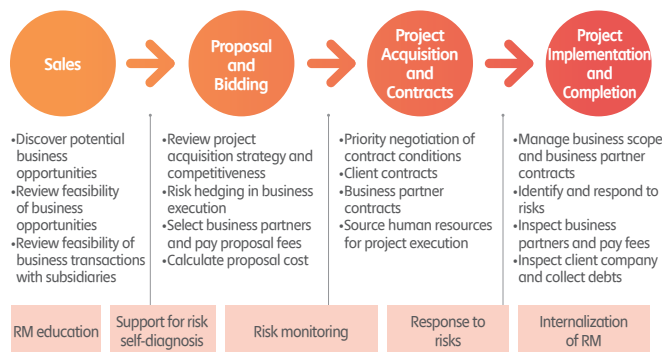 Sales
Proposal
and
Bidding
Project
Acquisition
and
Contracts
Project
Implementation
and
Completion
•Discover potential
business
opportunities
•Review feasibility
of business
opportunities
•Review feasibility of
business transactions
with subsidiaries
•Review project
acquisition strategy and
competitiveness
•Risk hedging in business
execution
•Select business partners
and pay proposal fees
•Calculate proposal cost
•Priority negotiation of
contract conditions
•Client contracts
•Business partner
contracts
•Source human resources
for project execution
•Manage business scope
and business partner
contracts
•Identify and respond to
risks
•Inspect business
partners and pay fees
•Inspect client company
and collect debts
RM education
Support for risk
self-diagnosis
Risk monitoring
Response to
risks
Internalization
of RM